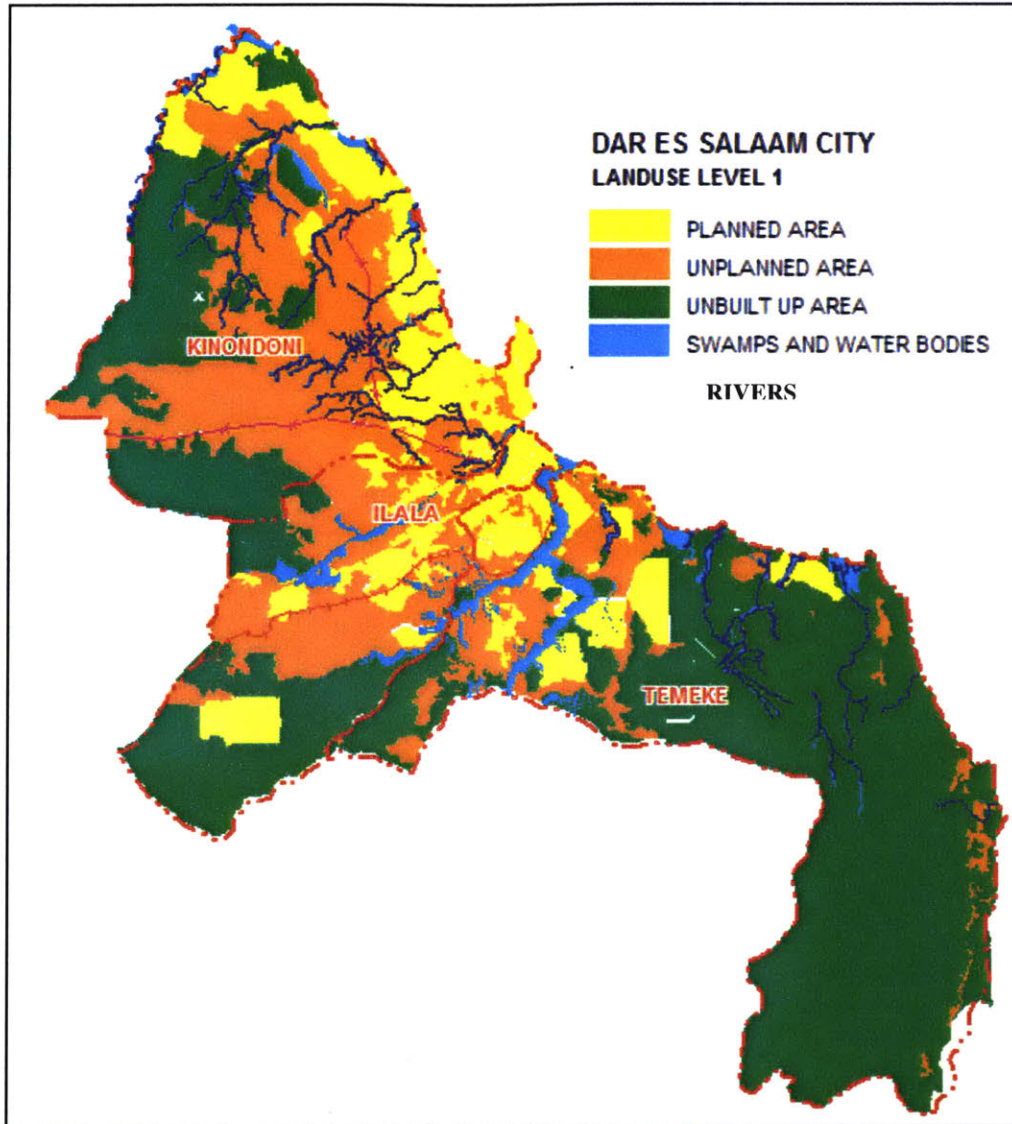 DAR ES SALAAM CITY
LANDUSE LEVEL 1
PLANNED AREA
UNPLANNED AREA
UNBUILT UP AREA
SWAMPS AND WATER BODIES
RIVERS
KINONDONI
ILALA
TEMEKE